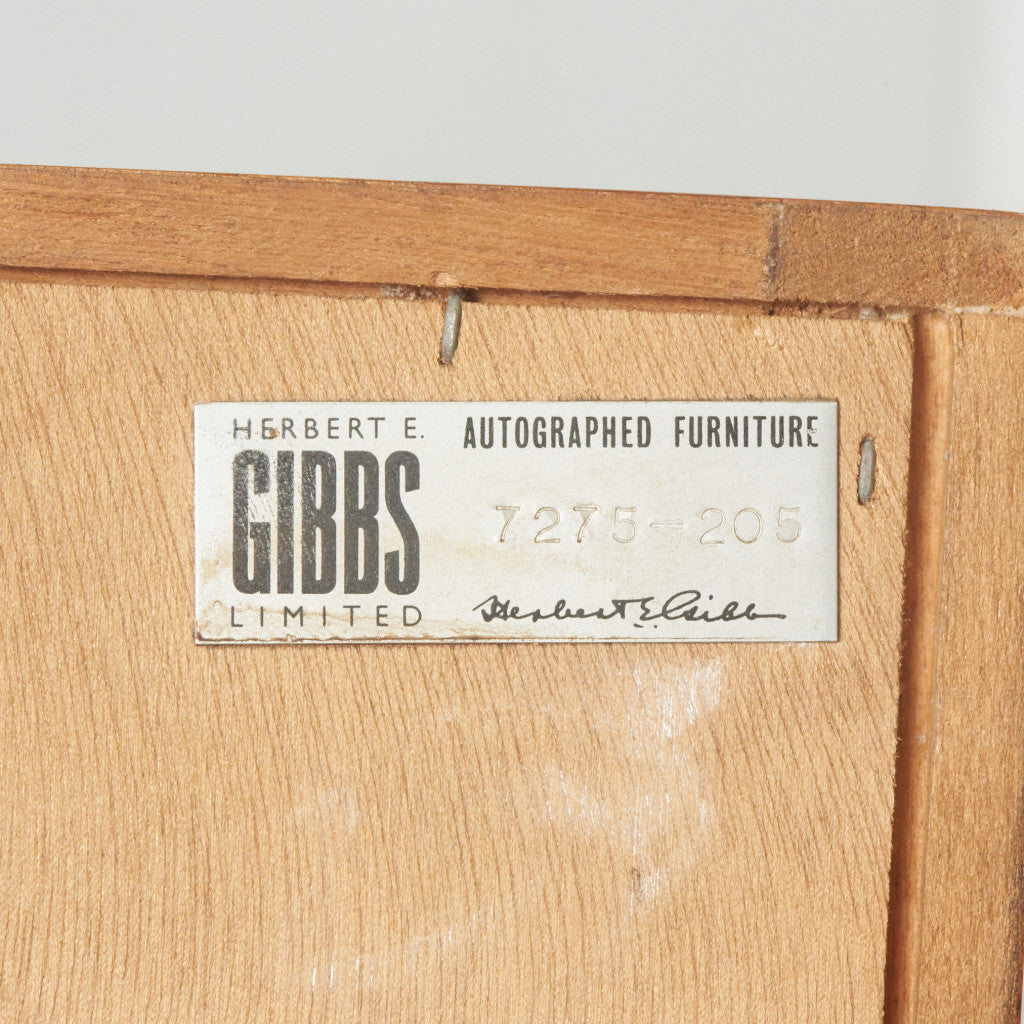 HERBERT E.
GIBBS
LIMITED
AUTOGRAPHED FURNITURE
7275-205
Herbert E. Gibbs